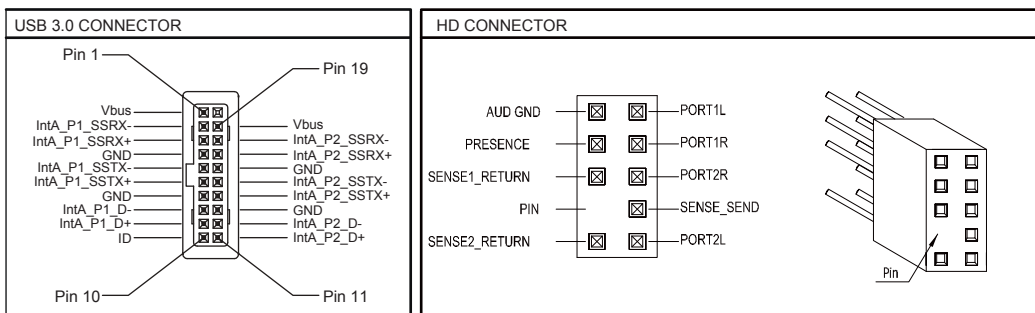 USB 3.0 CONNECTOR
Pin 1
Pin 19
Vbus
IntA_P1_SSRX-
IntA_P1_SSRX+
GND
IntA_P1_SSTX-
IntA_P1_SSTX+
GND
IntA_P1_D-
IntA_P1_D+
ID
Vbus
IntA_P2_SSRX-
IntA_P2_SSRX+
GND
IntA_P2_SSTX-
IntA_P2_SSTX+
GND
IntA_P2_D-
IntA_P2_D+
Pin 10
Pin 11
HD CONNECTOR
AUD GND
PORT1L
PRESENCE
PORT1R
SENSE1_RETURN
PORT2R
PIN
SENSE_SEND
SENSE2_RETURN
PORT2L
Pin